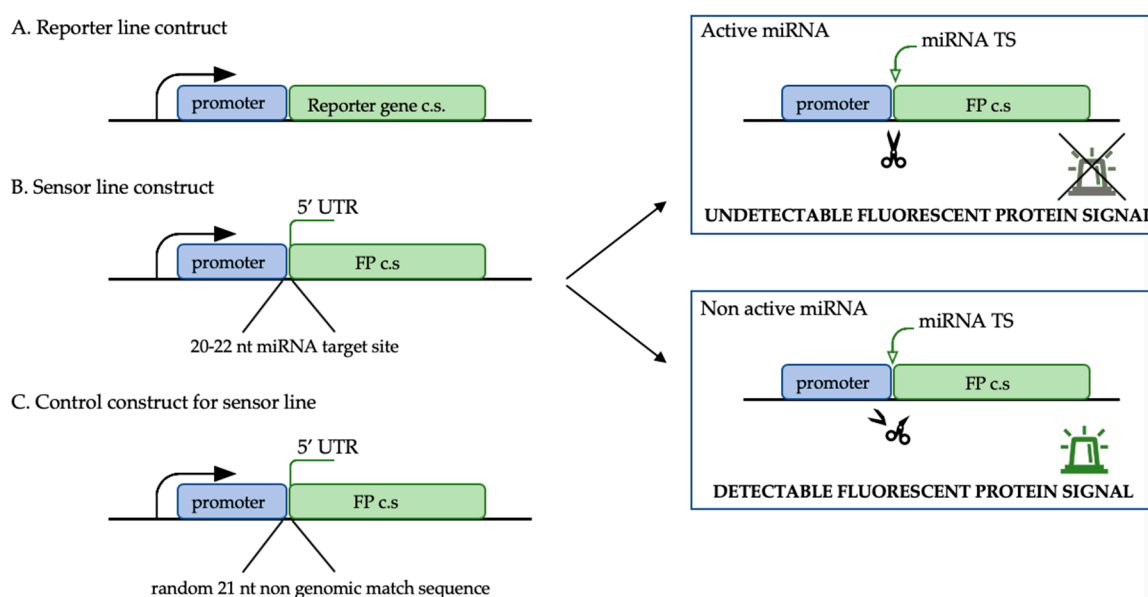 A. Reporter line contruct
promoter
Reporter gene c.s.
B. Sensor line construct
5' UTR
promoter
FP c.s
20-22 nt miRNA target site
C. Control construct for sensor line
5' UTR
promoter
FP c.s
random 21 nt non genomic match sequence
Active miRNA
miRNA TS
promoter
FP c.s
UNDETECTABLE FLUORESCENT PROTEIN SIGNAL
Non active miRNA
miRNA TS
promoter
FP c.s
DETECTABLE FLUORESCENT PROTEIN SIGNAL